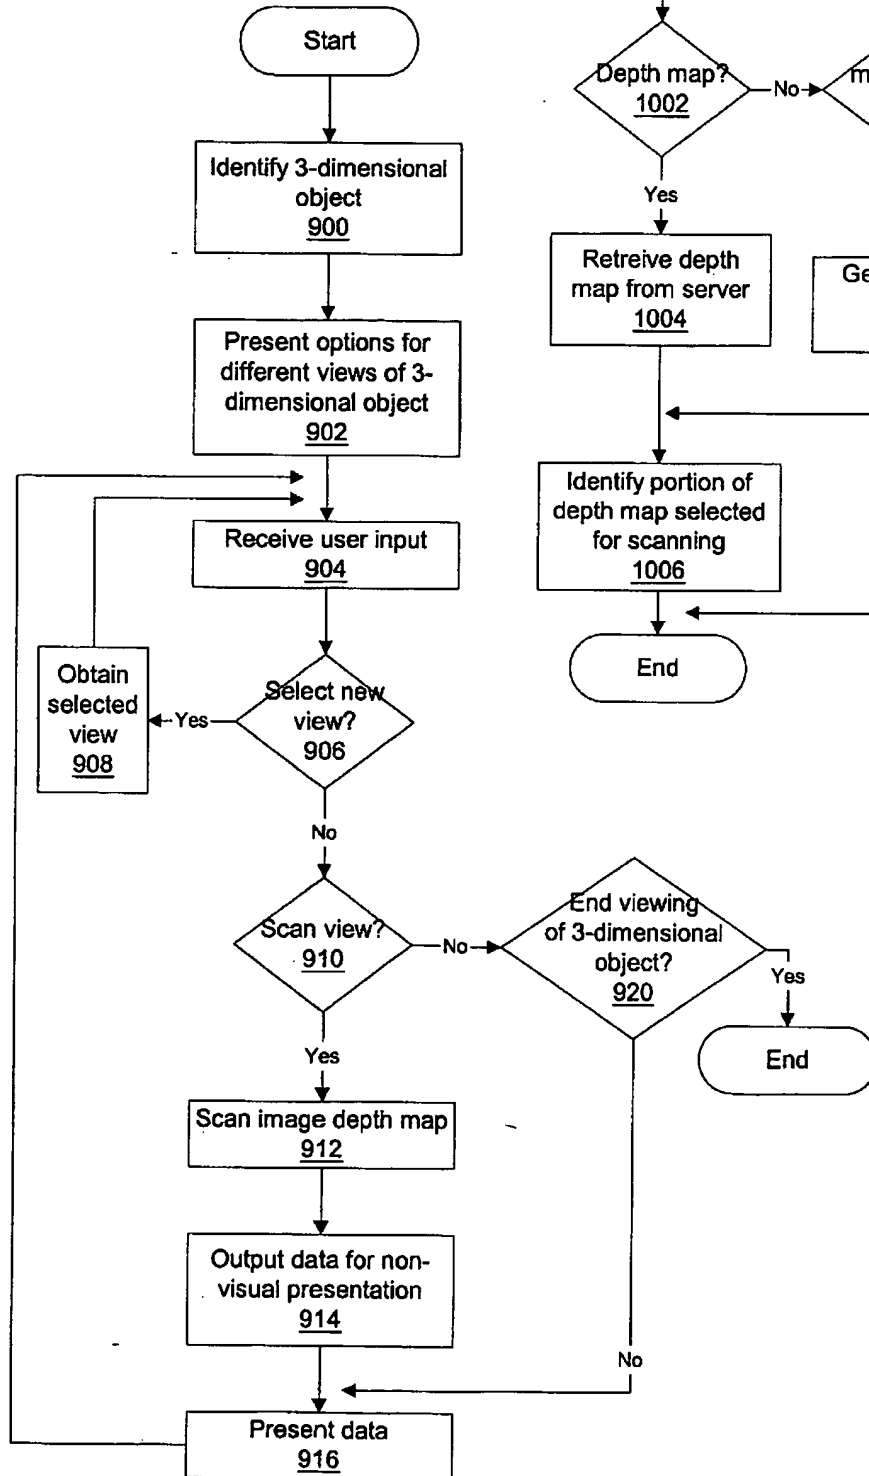 Start
Identify 3-dimensional
object
900
Present options for
different views of 3-
dimensional object
902
Receive user input
904
Select new
view?
906
Yes
Obtain
selected
view
908
No
Scan view?
910
No
End viewing
of 3-dimensional
object?
920
Yes
End
Yes
Scan image depth map
912
Output data for non-
visual presentation
914
No
Present data
916
Depth map?
1002
No
m
Yes
Retreive depth
map from server
1004
Ge
Identify portion of
depth map selected
for scanning
1006
End